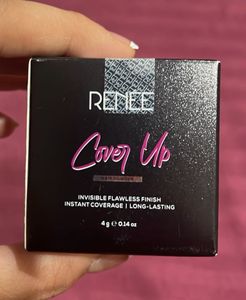 RENEE
Cover Up
INVISIBLE FLAWLESS FINISH
INSTANT COVERAGE | LONG-LASTING
4 g ℮ 0.14 oz